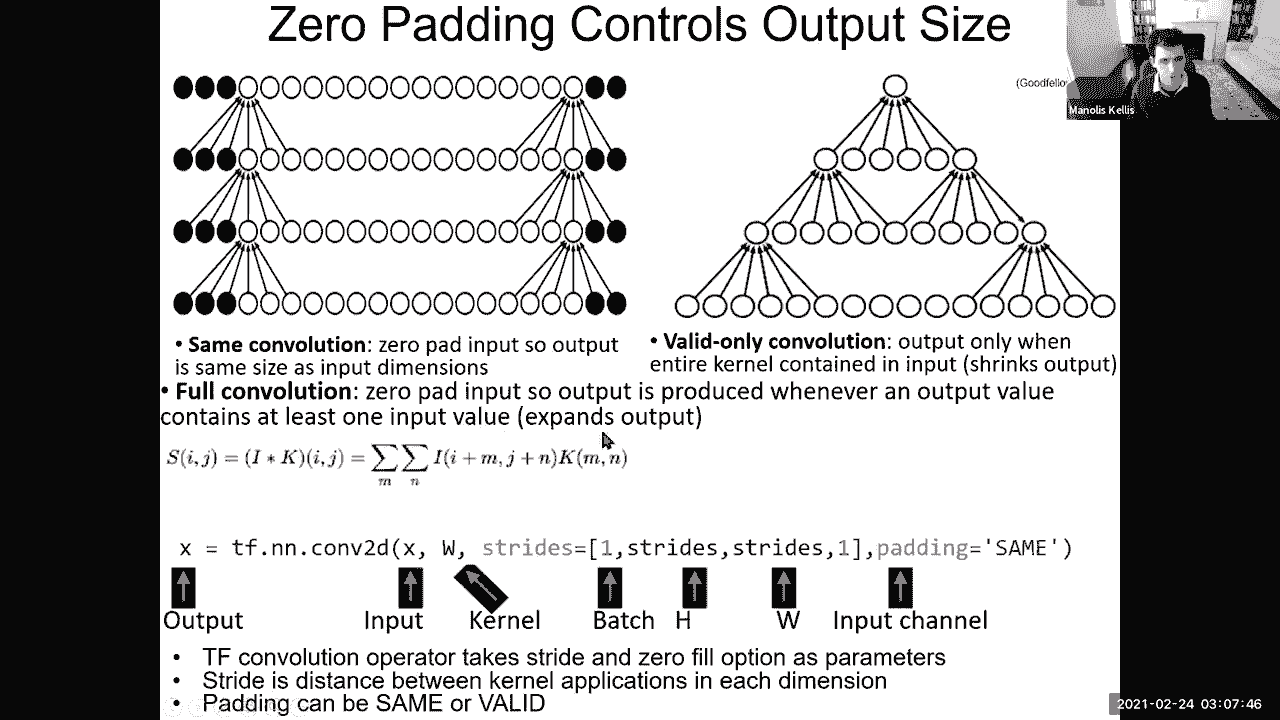 Zero Padding Controls Output Size
(Goodfello
Manolis Kellis
• Same convolution: zero pad input so output
is same size as input dimensions
• Valid-only convolution: output only when
entire kernel contained in input (shrinks output)
• Full convolution: zero pad input so output is produced whenever an output value
contains at least one input value (expands output)
S(i, j) = (I ∗ K)(i, j) = ∑ ∑ I(i + m, j + n)K(m, n)
m n
x = tf.nn.conv2d(x, W, strides=[1,strides,strides,1],padding='SAME')
Output Input Kernel Batch H W Input channel
• TF convolution operator takes stride and zero fill option as parameters
• Stride is distance between kernel applications in each dimension
• Padding can be SAME or VALID
2021-02-24 03:07:46